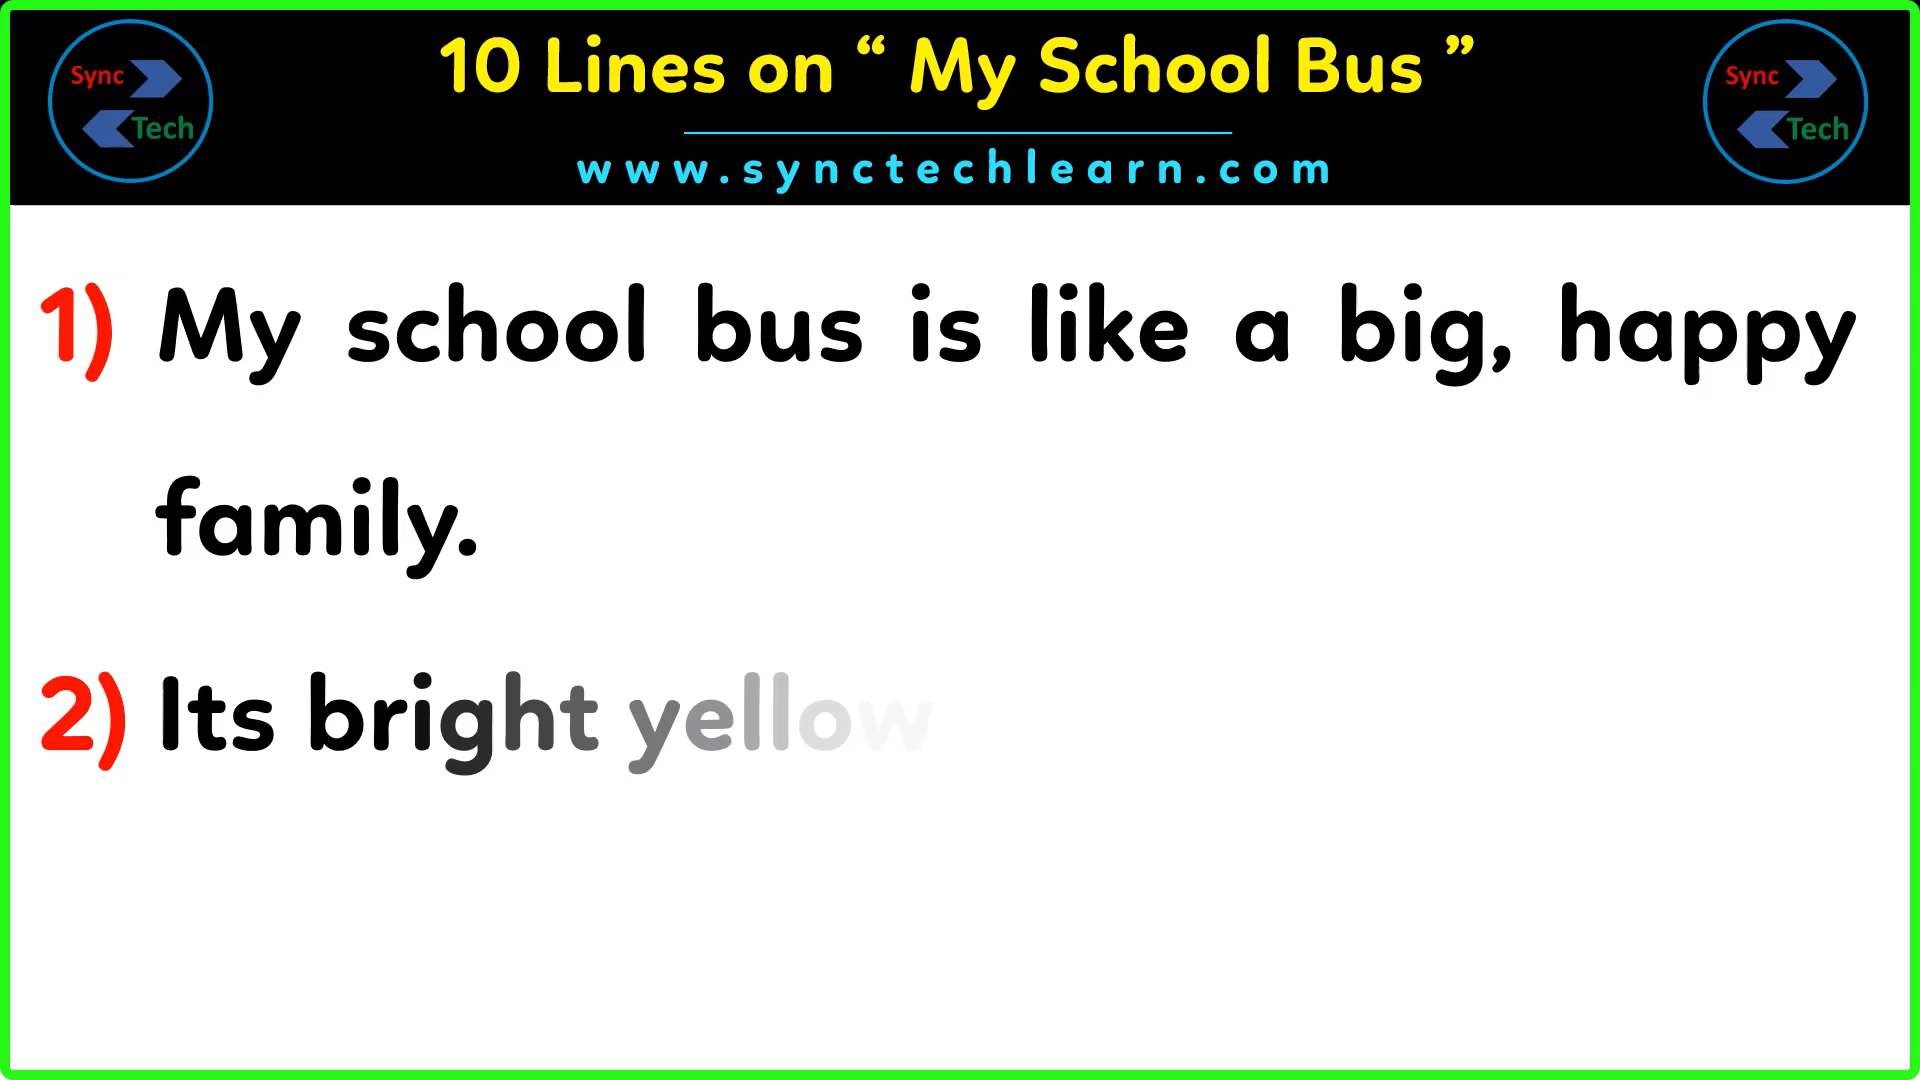 Sync
Tech
10 Lines on “ My School Bus ”
www.synctechlearn.com
Sync
Tech
1) My school bus is like a big, happy
family.
2) Its bright yellow